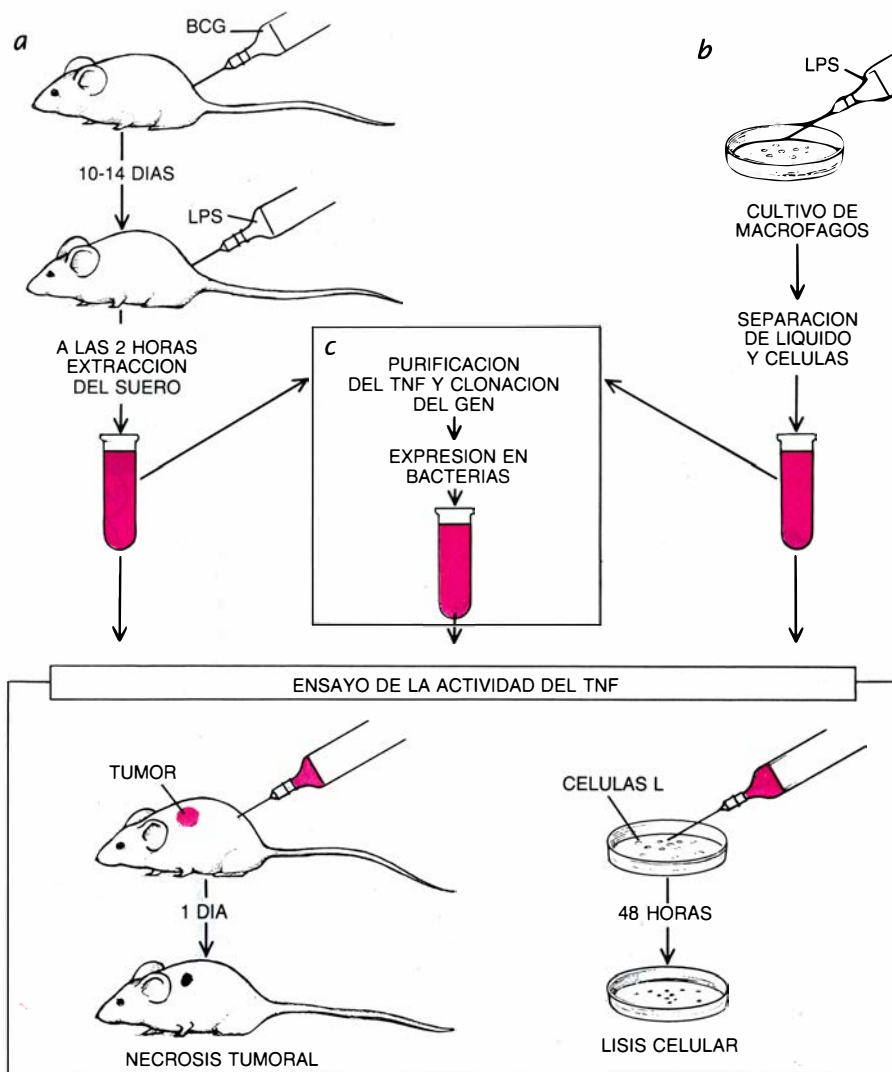 a
BCG
10-14 DIAS
LPS
A LAS 2 HORAS
EXTRACCION
DEL SUERO
b
LPS
CULTIVO DE
MACROFAGOS
SEPARACION
DE LIQUIDO
Y CELULAS
c
PURIFICACION
DEL TNF Y CLONACION
DEL GEN
EXPRESION EN
BACTERIAS
ENSAYO DE LA ACTIVIDAD DEL TNF
TUMOR
1 DIA
NECROSIS TUMORAL
CELULAS L
48 HORAS
LISIS CELULAR